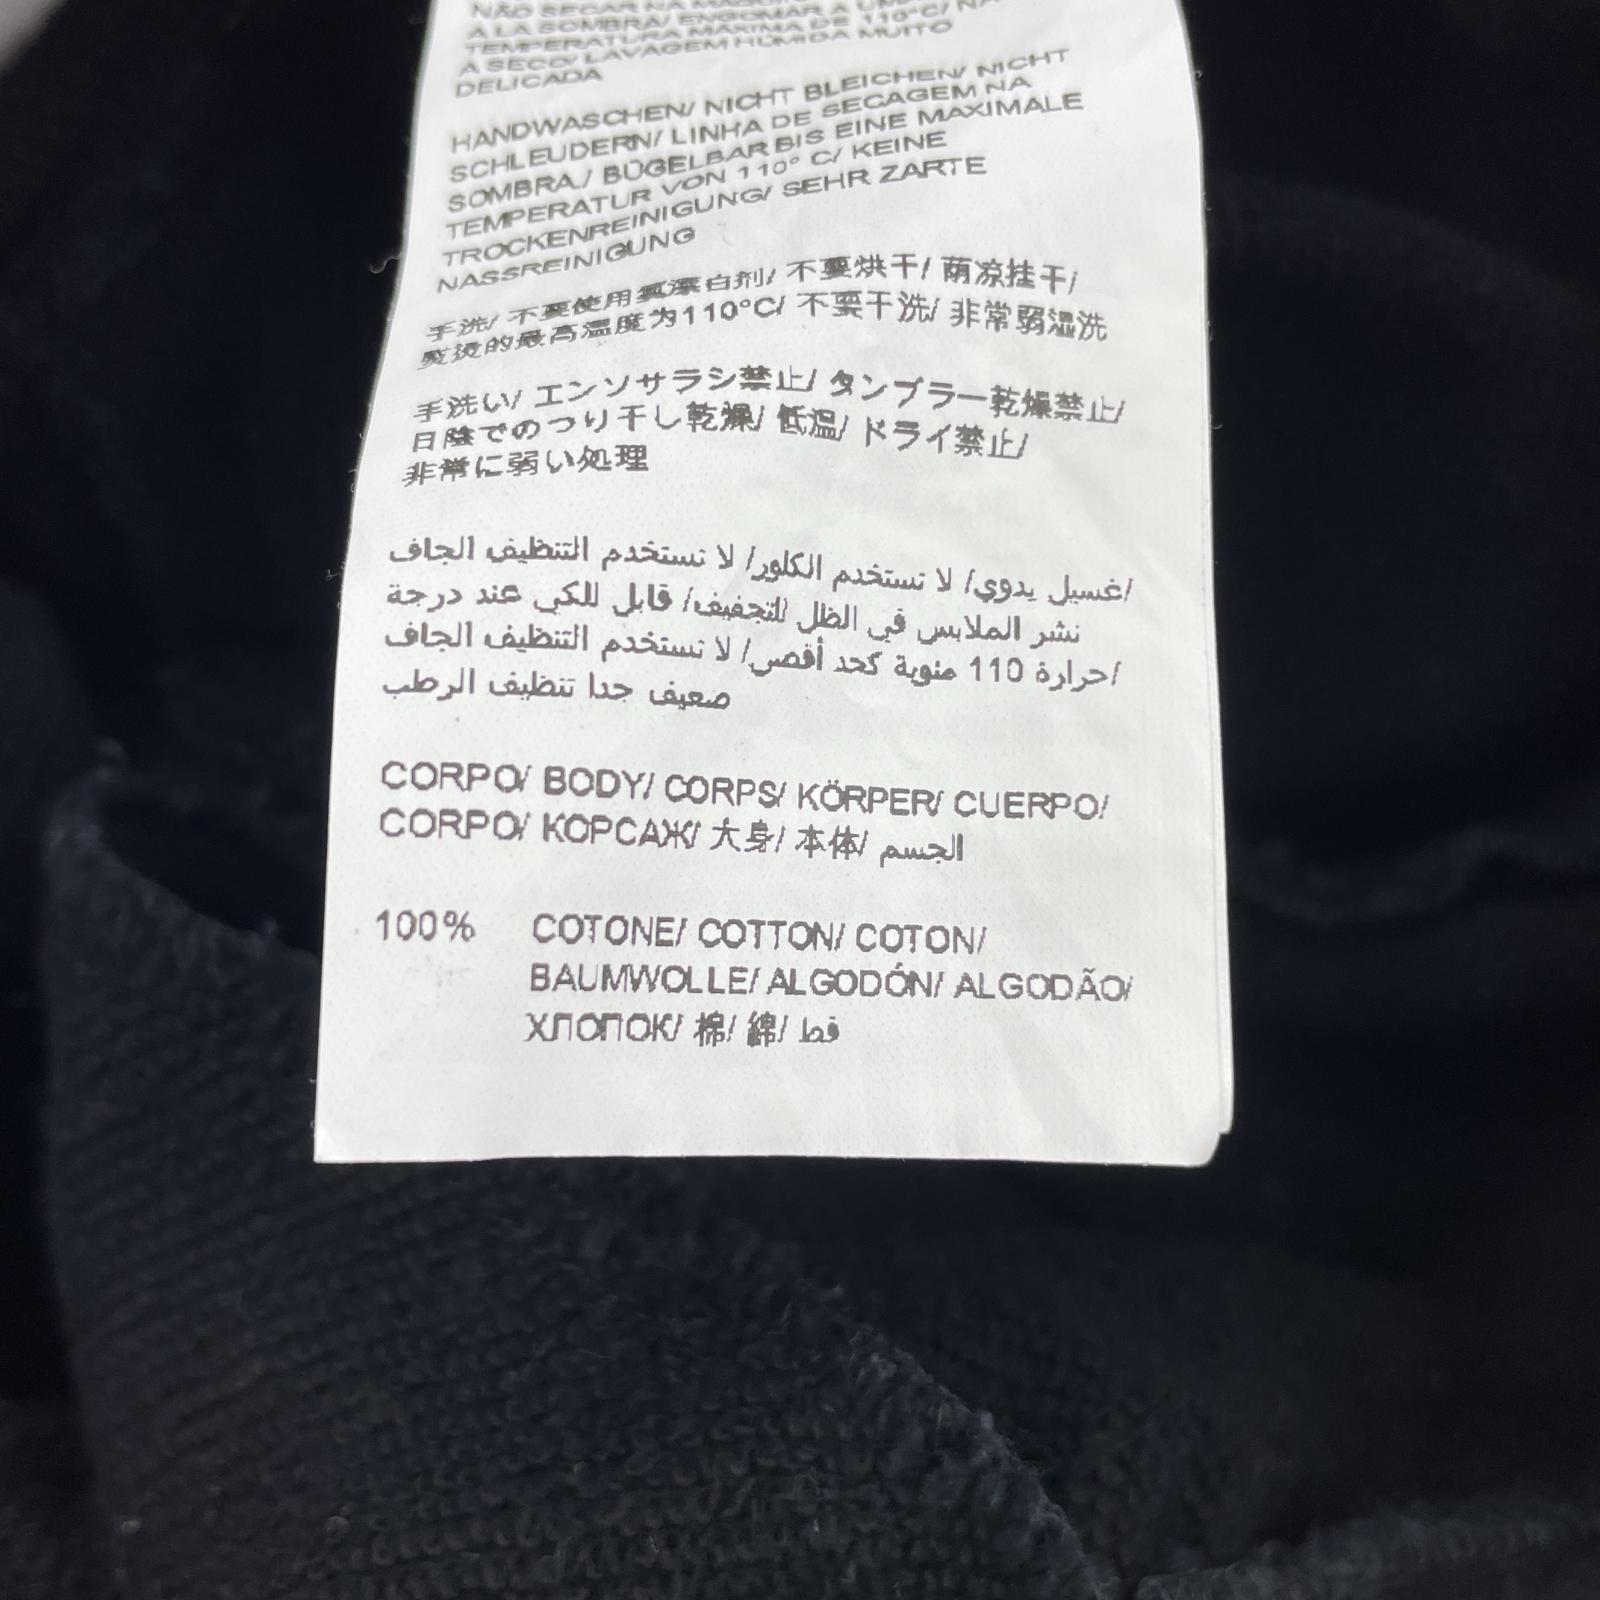 NÃO SECAR NA
A LA SOMBRA/ ENGOMAR A
TEMPERATURA MÁXIMA DE 110°C/
A SECO/ LAVAGEM HÚMIDA MUITO
DELICADA
HANDWASCHEN/ NICHT BLEICHEN/ NICHT
SCHLEUDERN/ LINHA DE SECAGEM NA
SOMBRA./ BÜGELBAR BIS EINE MAXIMALE
TEMPERATUR VON 110° C/ KEINE
TROCKENREINIGUNG/ SEHR ZARTE
NASSREINIGUNG
手洗/ 不要使用氯漂白剂/ 不要烘干/ 荫凉挂干/
熨烫的最高温度为110°C/ 不要干洗/ 非常弱湿洗
手洗い/ エンソサラシ禁止/ タンブラー乾燥禁止/
日陰でのつり干し乾燥/ 低温/ ドライ禁止/
非常に弱い処理
/غسيل يدوي/ لا تستخدم الكلور/ لا تستخدم التنظيف الجاف
نشر الملابس في الظل للتجفيف/ قابل للكي عند درجة
/حرارة 110 مئوية كحد أقصى/ لا تستخدم التنظيف الجاف
ضعيف جدا تنظيف الرطب
CORPO/ BODY/ CORPS/ KÖRPER/ CUERPO/
CORPO/ КОРСАЖ/ 大身/ 本体/ الجسم
100% COTONE/ COTTON/ COTON/
BAUMWOLLE/ ALGODÓN/ ALGODÃO/
ХЛОПОК/ 棉/ 綿/ قط